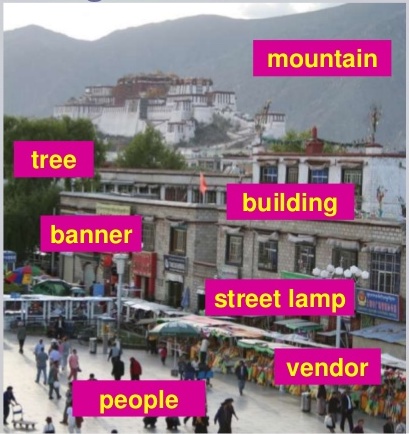 mountain
tree
building
banner
street lamp
vendor
people